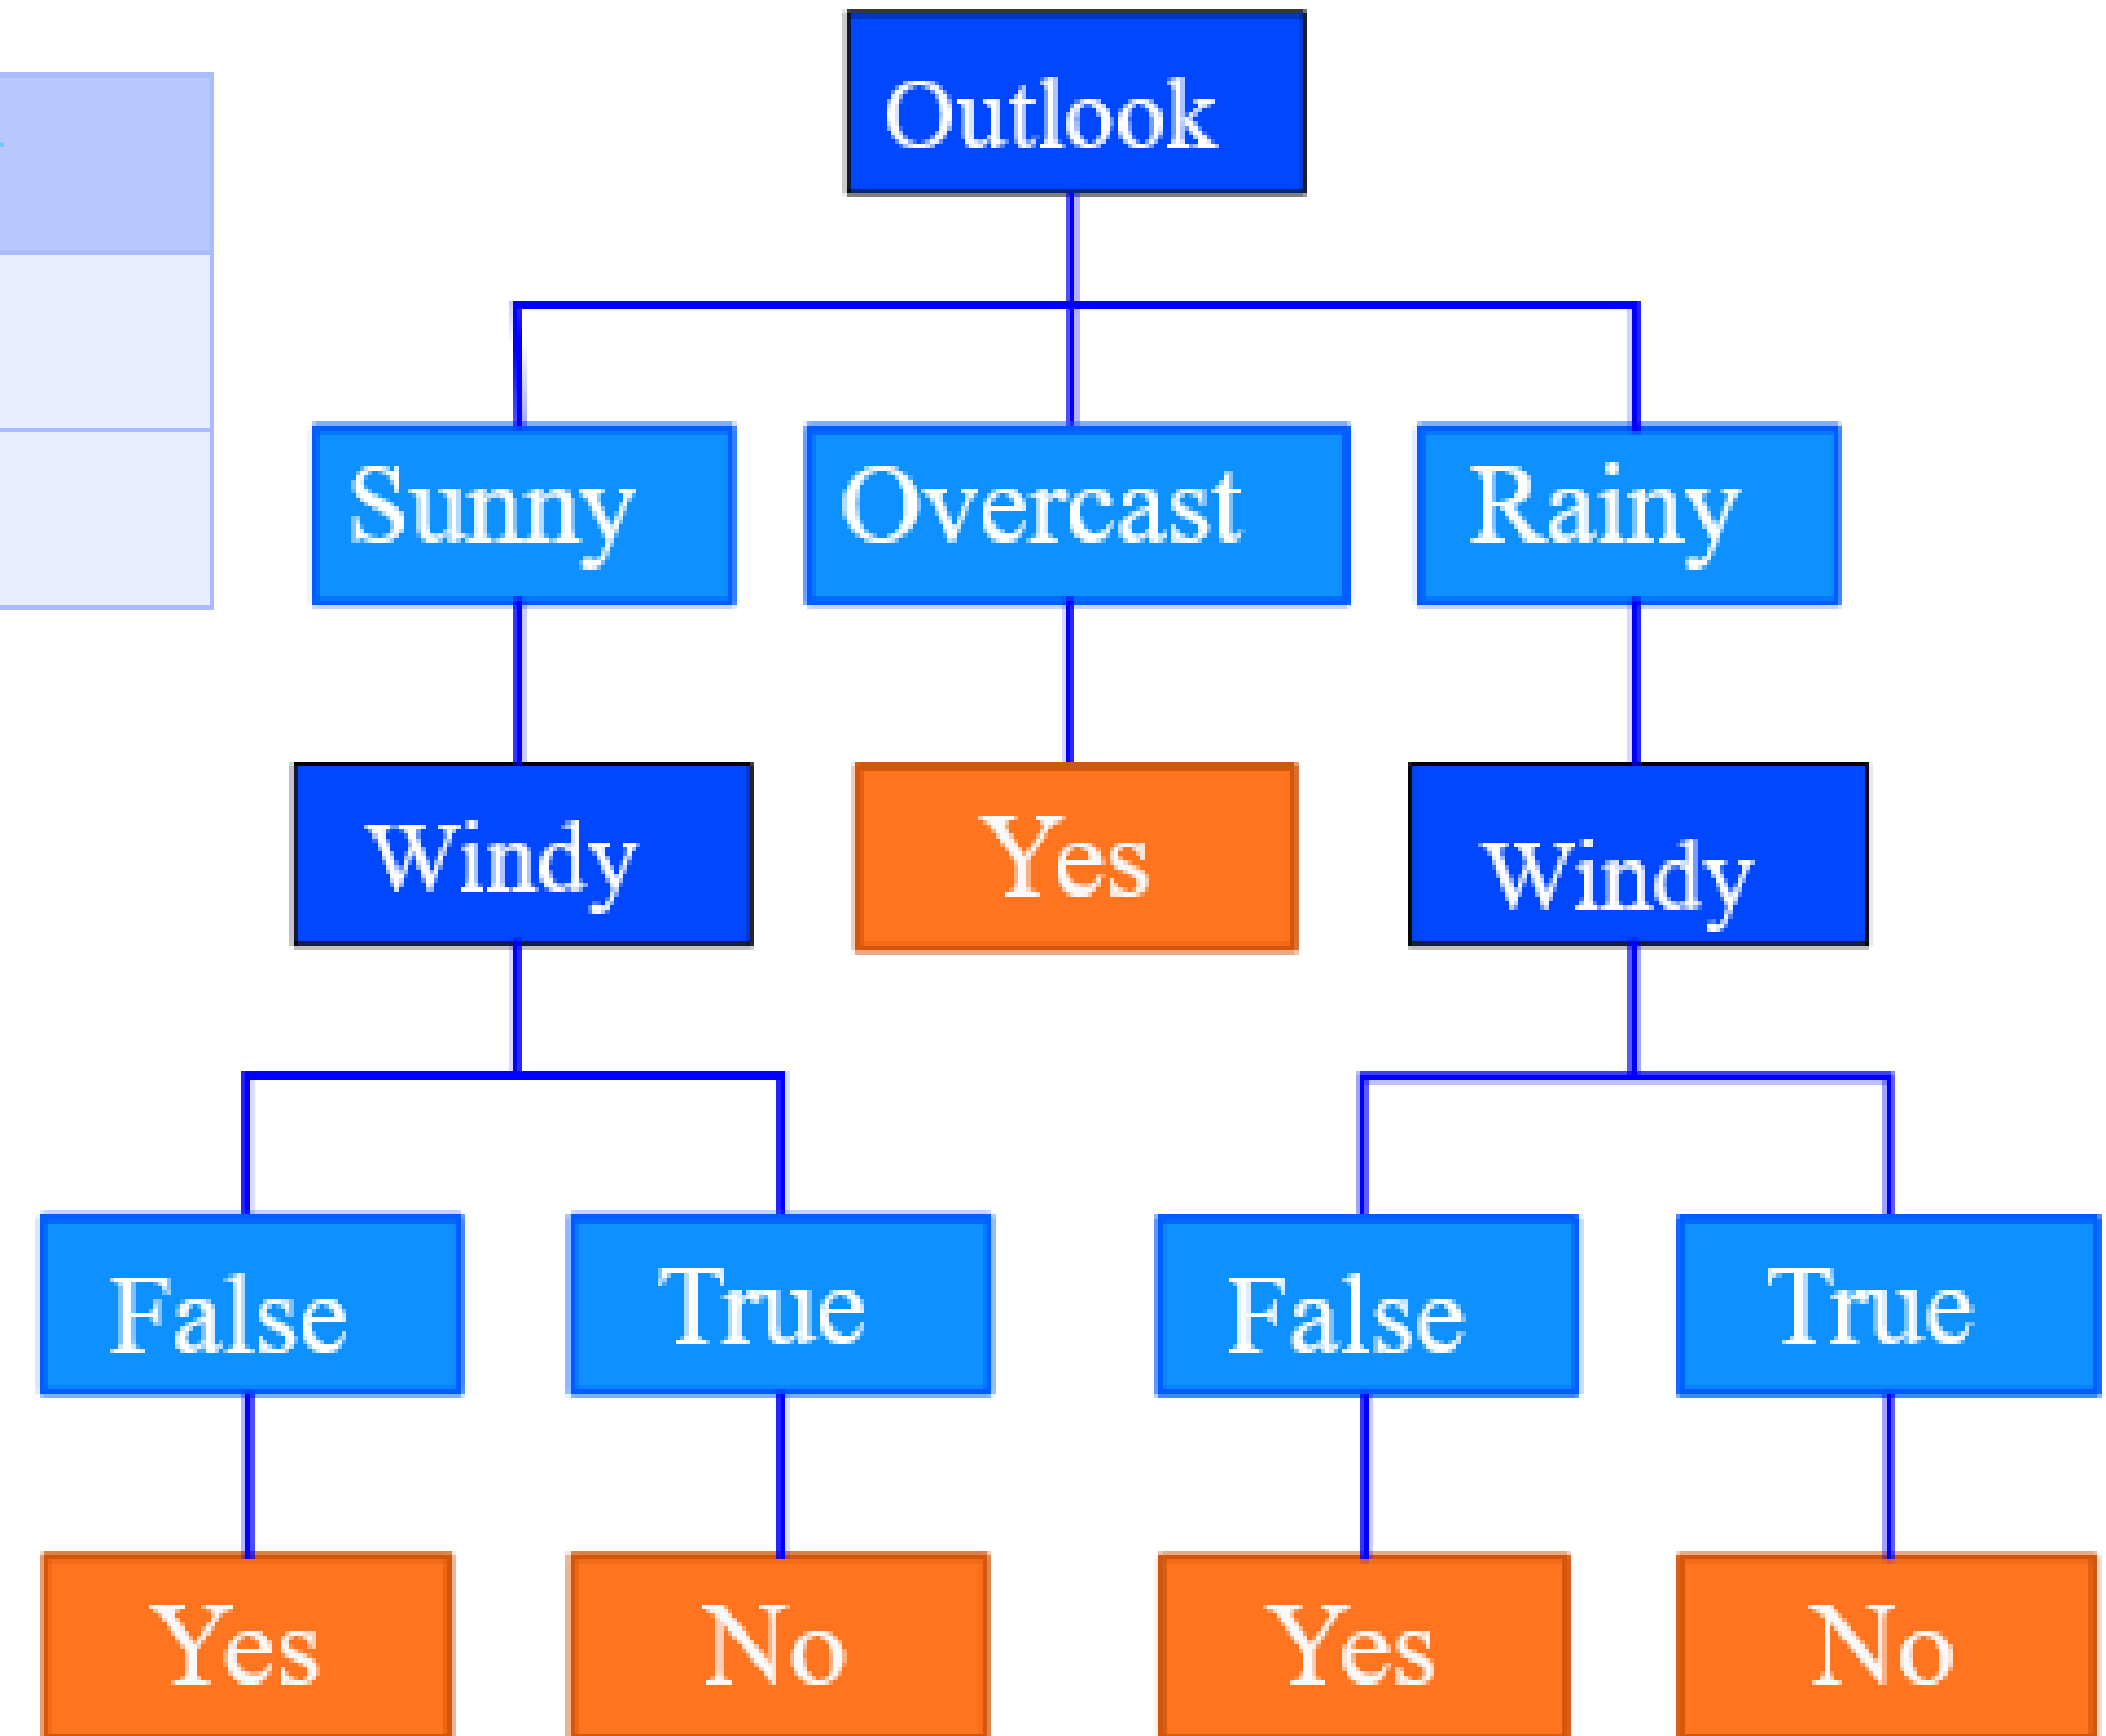 Outlook
Sunny Overcast Rainy
Windy Yes Windy
False True False True
Yes No Yes No